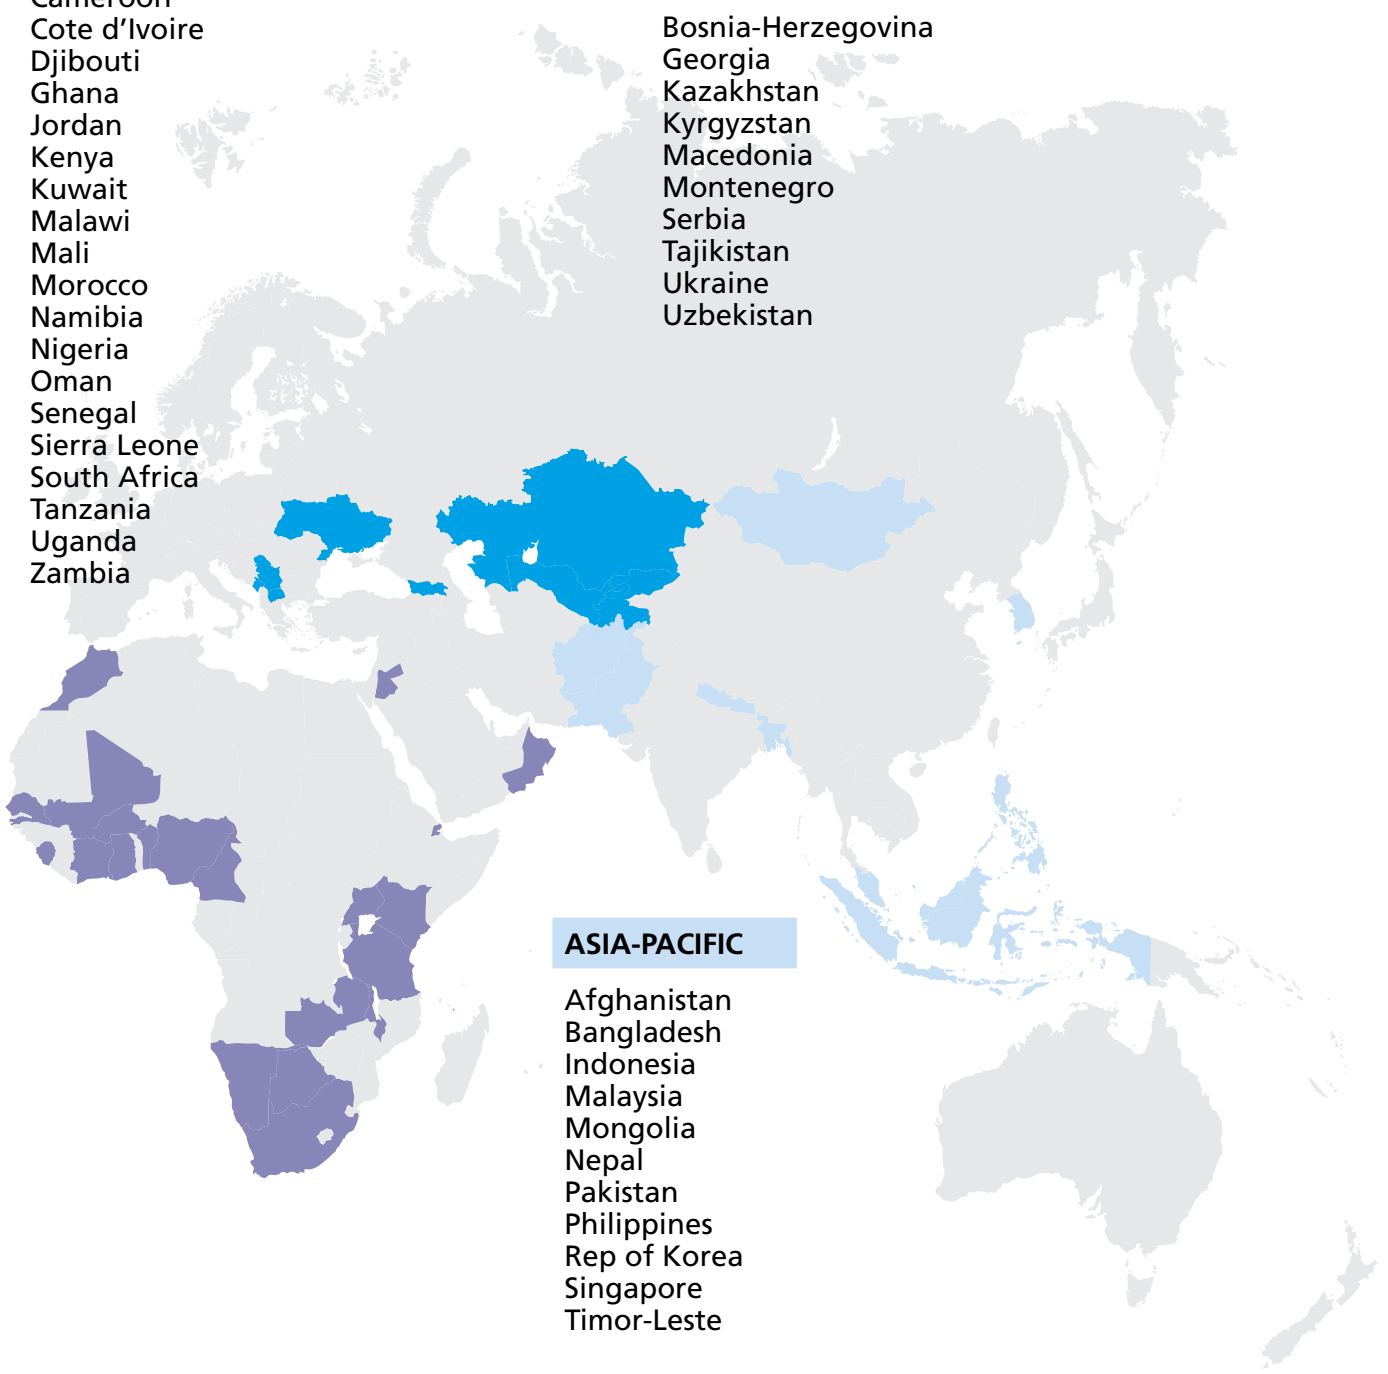 Cameroon
Cote d’Ivoire
Djibouti
Ghana
Jordan
Kenya
Kuwait
Malawi
Mali
Morocco
Namibia
Nigeria
Oman
Senegal
Sierra Leone
South Africa
Tanzania
Uganda
Zambia
Bosnia-Herzegovina
Georgia
Kazakhstan
Kyrgyzstan
Macedonia
Montenegro
Serbia
Tajikistan
Ukraine
Uzbekistan
ASIA-PACIFIC
Afghanistan
Bangladesh
Indonesia
Malaysia
Mongolia
Nepal
Pakistan
Philippines
Rep of Korea
Singapore
Timor-Leste